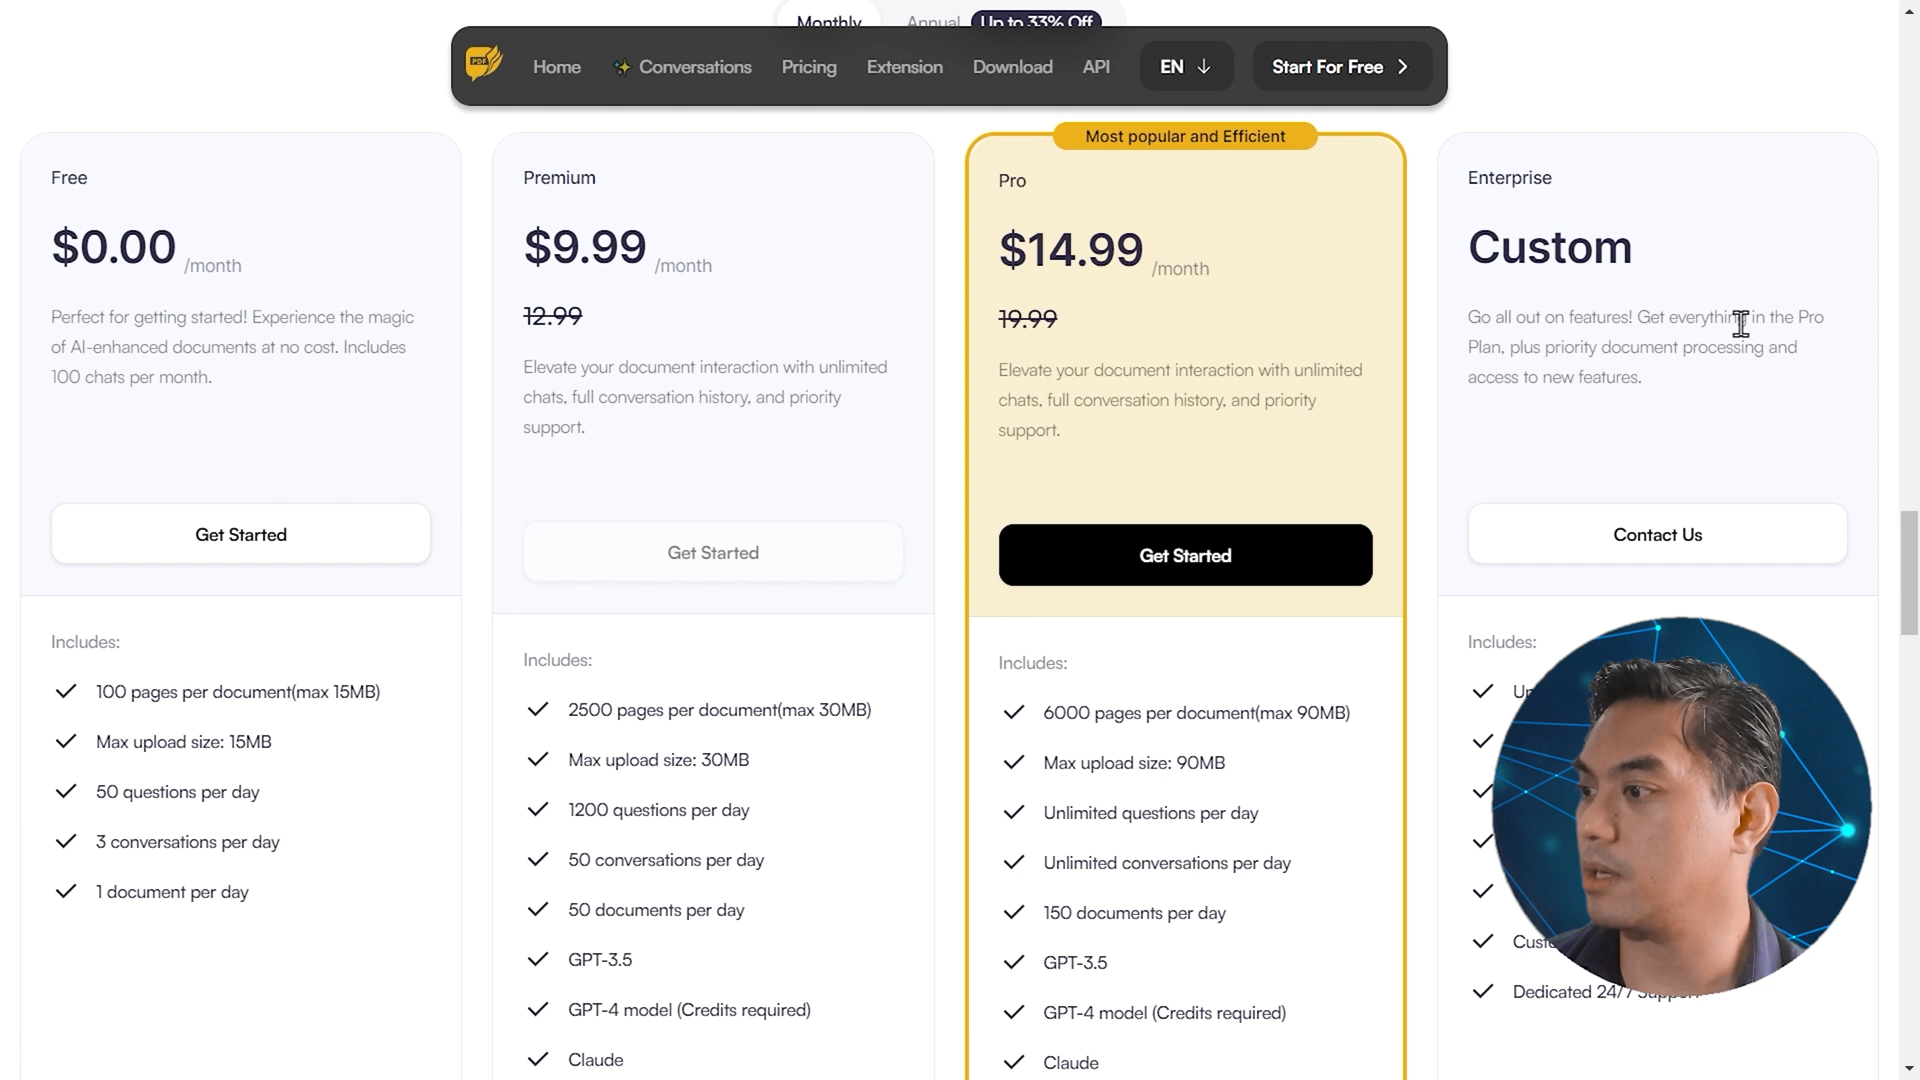 Monthly
Annual
Up to 33% Off
PDF
Home
Conversations
Pricing
Extension
Download
API
EN
Start For Free
Free
$0.00 /month
Perfect for getting started! Experience the magic
of AI-enhanced documents at no cost. Includes
100 chats per month.
Get Started
Includes:
100 pages per document(max 15MB)
Max upload size: 15MB
50 questions per day
3 conversations per day
1 document per day
Premium
$9.99 /month
12.99
Elevate your document interaction with unlimited
chats, full conversation history, and priority
support.
Get Started
Includes:
2500 pages per document(max 30MB)
Max upload size: 30MB
1200 questions per day
50 conversations per day
50 documents per day
GPT-3.5
GPT-4 model (Credits required)
Claude
Most popular and Efficient
Pro
$14.99 /month
19.99
Elevate your document interaction with unlimited
chats, full conversation history, and priority
support.
Get Started
Includes:
6000 pages per document(max 90MB)
Max upload size: 90MB
Unlimited questions per day
Unlimited conversations per day
150 documents per day
GPT-3.5
GPT-4 model (Credits required)
Claude
Enterprise
Custom
Go all out on features! Get everything in the Pro
Plan, plus priority document processing and
access to new features.
Contact Us
Includes:
Dedicated 24/7 Support